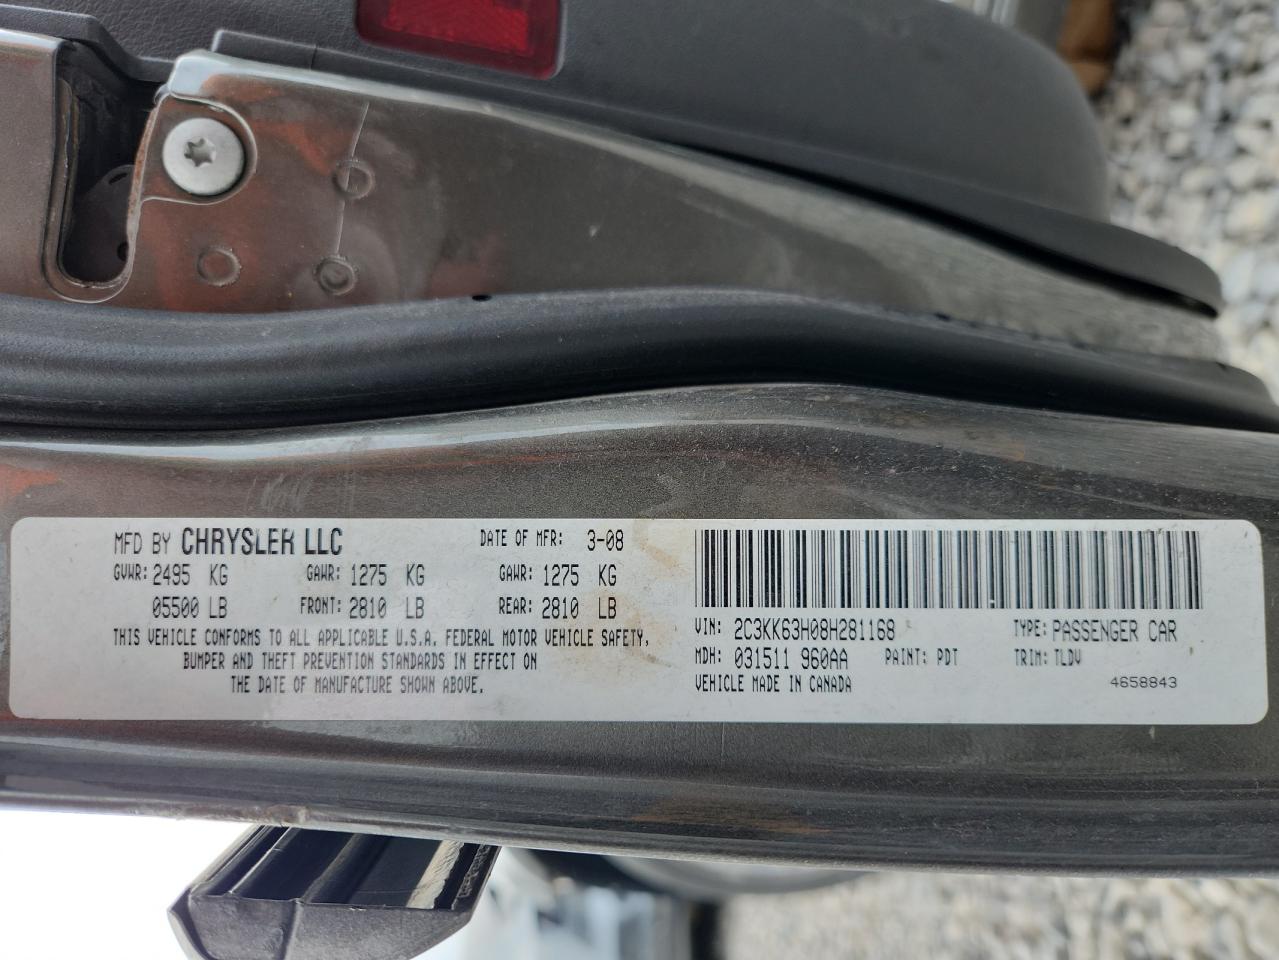 MFD BY CHRYSLER LLC DATE OF MFR: 3-08
GVWR: 2495 KG GAWR: 1275 KG GAWR: 1275 KG
05500 LB FRONT: 2810 LB REAR: 2810 LB
THIS VEHICLE CONFORMS TO ALL APPLICABLE U.S.A. FEDERAL MOTOR VEHICLE SAFETY,
BUMPER AND THEFT PREVENTION STANDARDS IN EFFECT ON
THE DATE OF MANUFACTURE SHOWN ABOVE.
VIN: 2C3KK63H08H281168 TYPE: PASSENGER CAR
MDH: 031511 960AA PAINT: PDT TRIM: TLDV
VEHICLE MADE IN CANADA 4658843